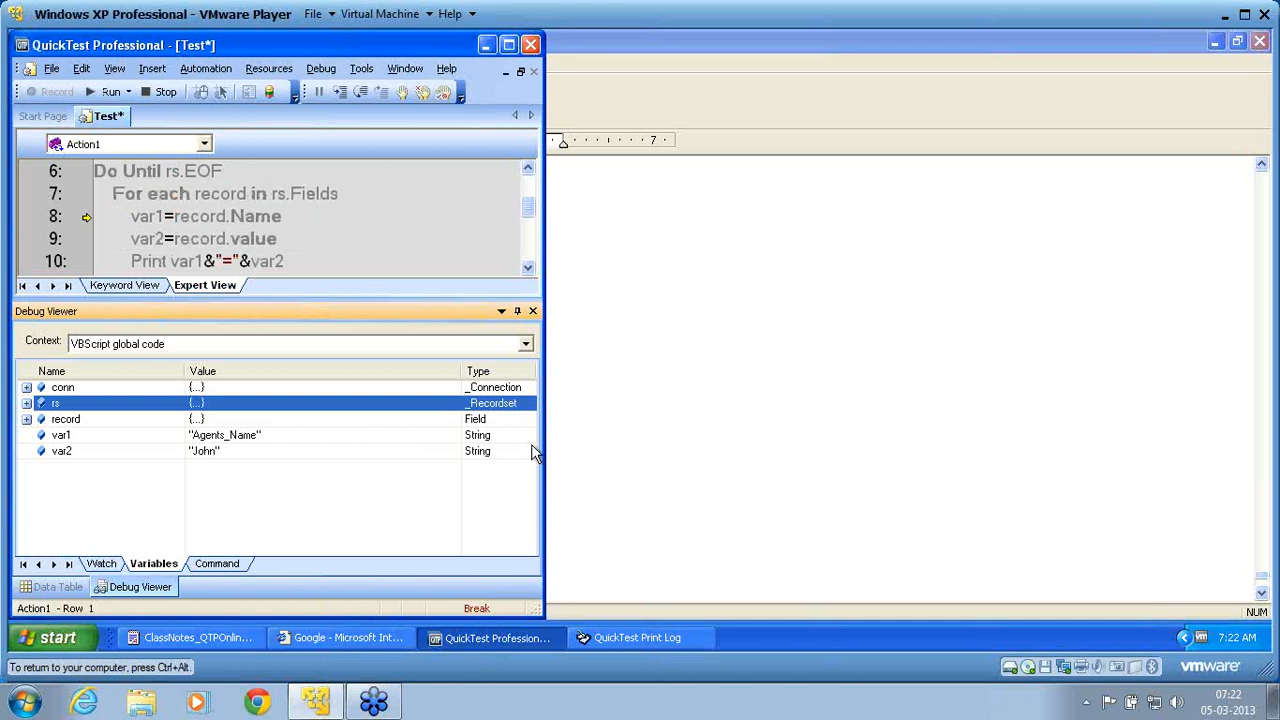 Windows XP Professional - VMware Player File Virtual Machine Help
QuickTest Professional - [Test*]
File Edit View Insert Automation Resources Debug Tools Window Help
Record Run Stop
Start Page Test*
Action1
7
6: Do Until rs.EOF
7: For each record in rs.Fields
8: var1=record.Name
9: var2=record.value
10: Print var1&"="&var2
Keyword View Expert View
Debug Viewer
Context: VBScript global code
Name Value Type
conn {...} _Connection
rs {...} _Recordset
record {...} Field
var1 "Agents_Name" String
var2 "John" String
Watch Variables Command
Data Table Debug Viewer
Action1 - Row 1 Break
NUM
start ClassNotes_QTPOnlin... Google - Microsoft Int... QuickTest Profession... QuickTest Print Log 7:22 AM
To return to your computer, press Ctrl+Alt. vmware
07:22
05-03-2013